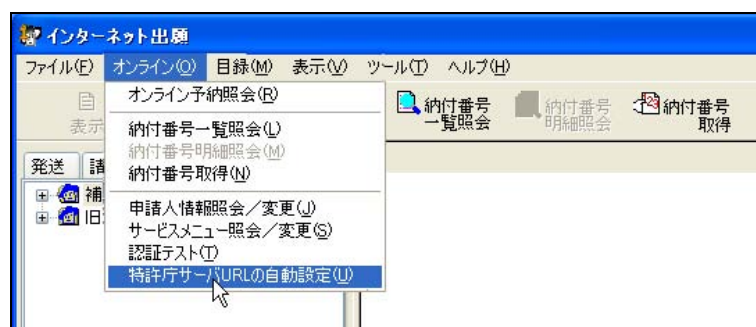 インターネット出願
ファイル(F) オンライン(O) 目録(M) 表示(V) ツール(T) ヘルプ(H)
オンライン予納照会(R)
納付番号一覧照会(L)
納付番号明細照会(M)
納付番号取得(N)
申請人情報照会／変更(J)
サービスメニュー照会／変更(S)
認証テスト(T)
特許庁サーバURLの自動設定(U)
表示
納付番号
一覧照会
納付番号
明細照会
納付番号
取得
発送
補
旧